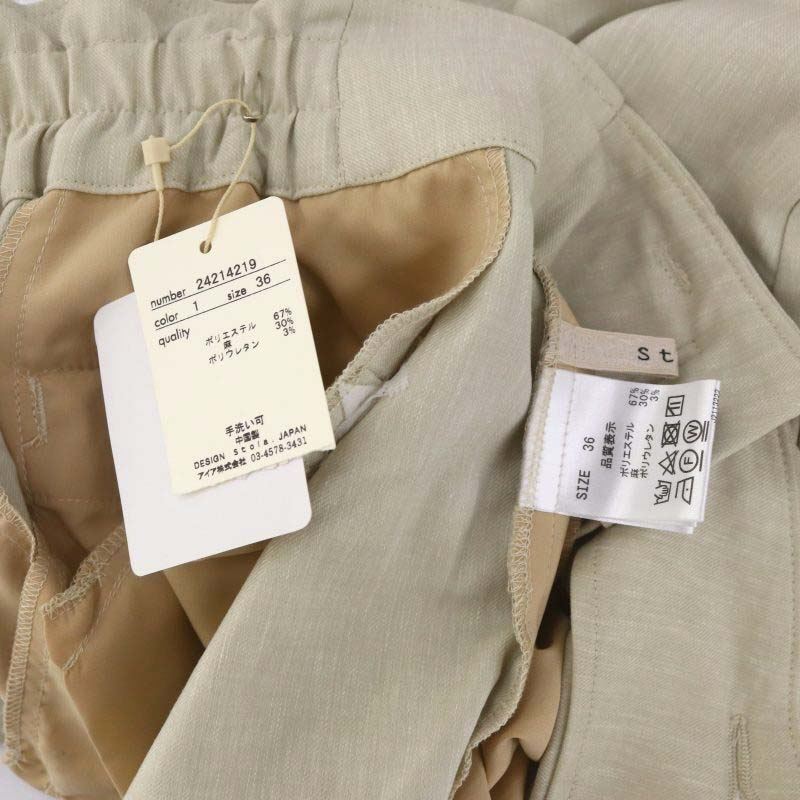 number 24214219
color 1 size 36
quality
ポリエステル 67%
麻 30%
ポリウレタン 3%
手洗い可
中国製
DESIGN stola. JAPAN
アイア株式会社 03-4578-3431
st
SIZE 36
品質表示
ポリエステル 67%
麻 30%
ポリウレタン 3%
F W